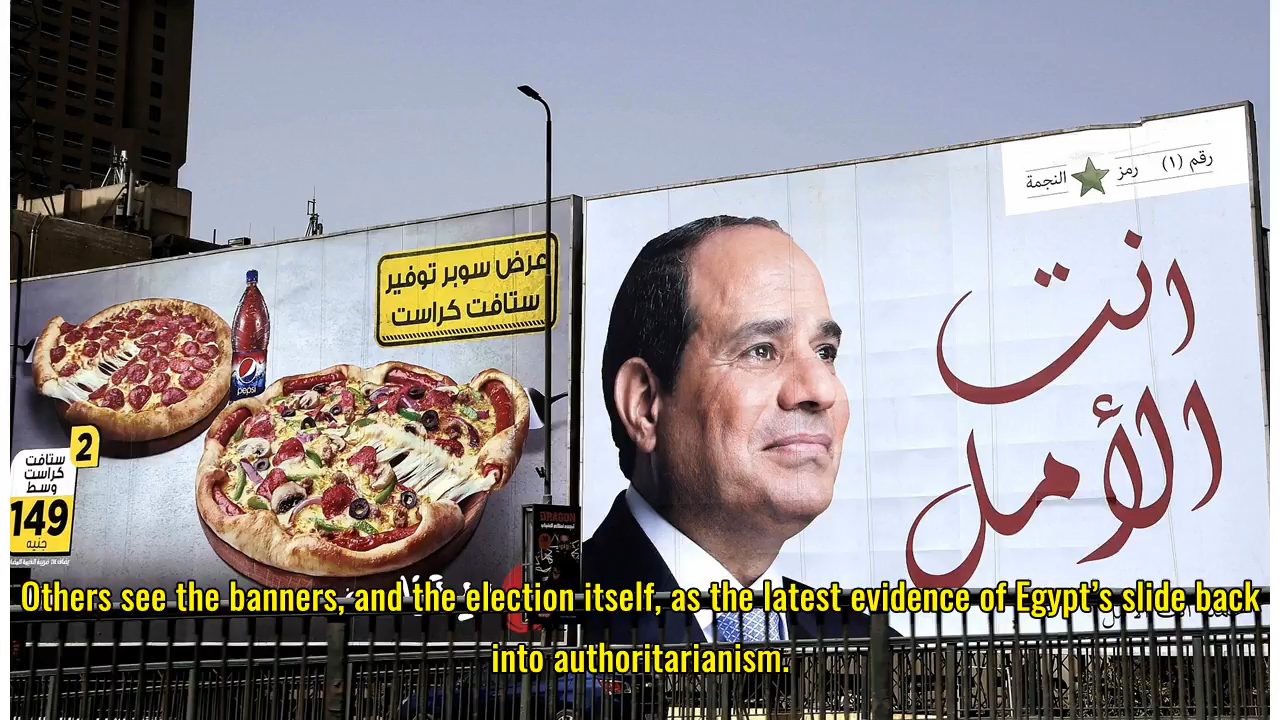 رقم (١) رمز النجمة
انت
الأمل
عرض سوبر توفير
ستافت كراست
pepsi
2
ستافت
كراست
وسط
149
جنيه
DRAGON
Others see the banners, and the election itself, as the latest evidence of Egypt’s slide back
into authoritarianism.